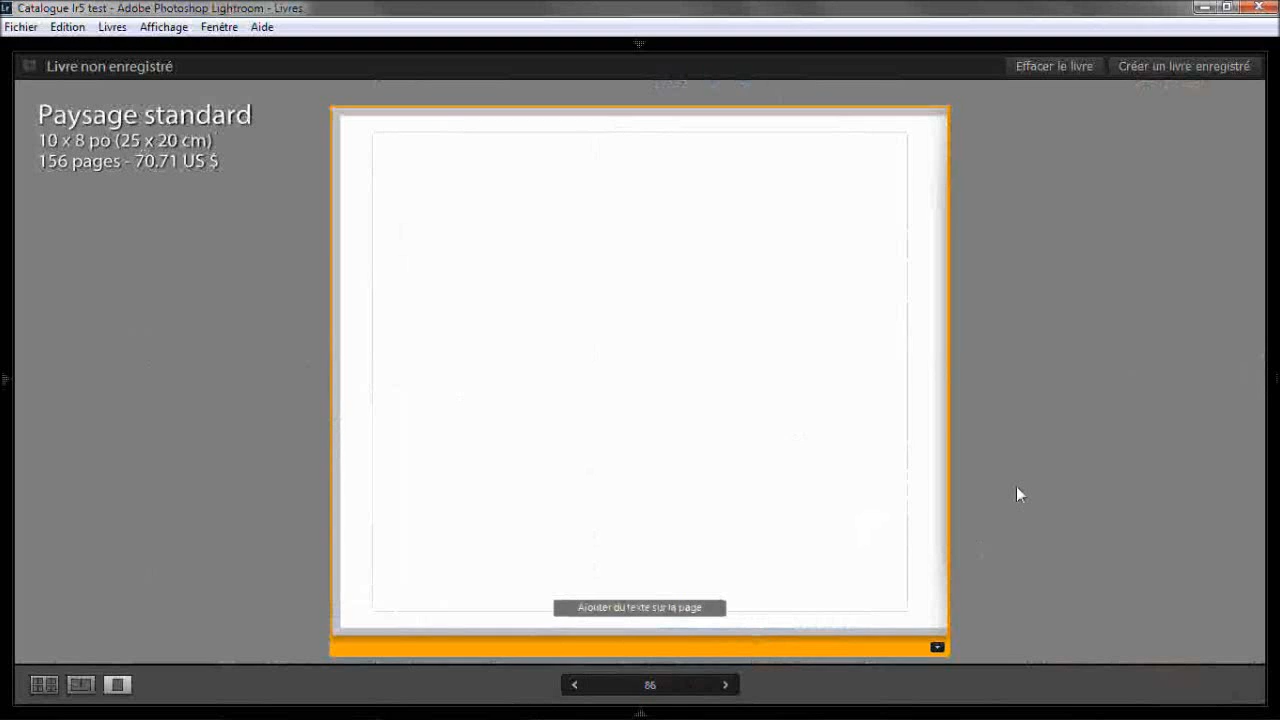 Lr Catalogue lr5 test - Adobe Photoshop Lightroom - Livres
Fichier Edition Livres Affichage Fenêtre Aide
Livre non enregistré Effacer le livre Créer un livre enregistré
Paysage standard
10 x 8 po (25 x 20 cm)
156 pages - 70.71 US $
Ajouter du texte sur la page
< 86 >